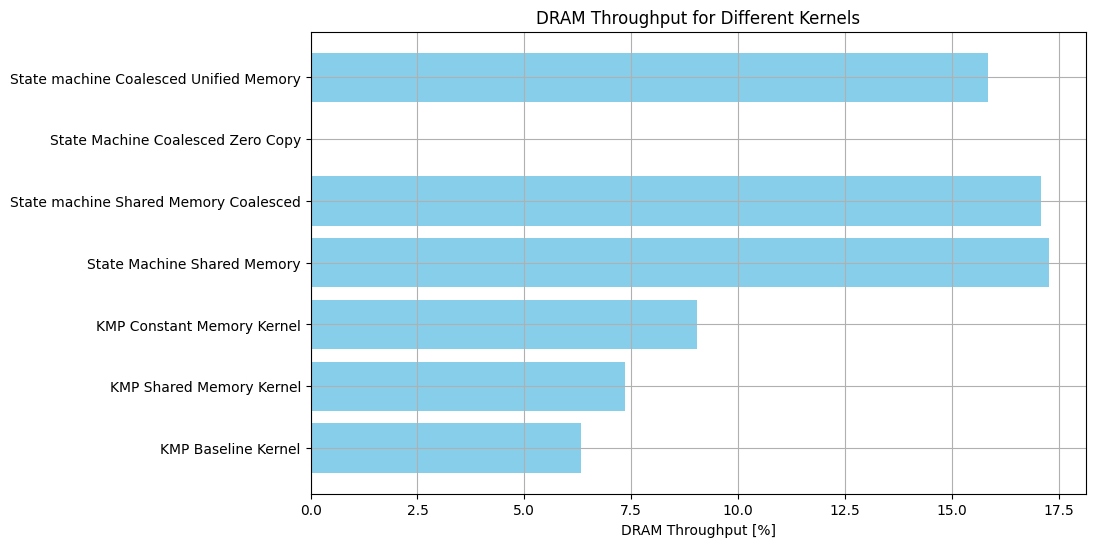 DRAM Throughput for Different Kernels
State machine Coalesced Unified Memory
State Machine Coalesced Zero Copy
State machine Shared Memory Coalesced
State Machine Shared Memory
KMP Constant Memory Kernel
KMP Shared Memory Kernel
KMP Baseline Kernel
0.0 2.5 5.0 7.5 10.0 12.5 15.0 17.5
DRAM Throughput [%]